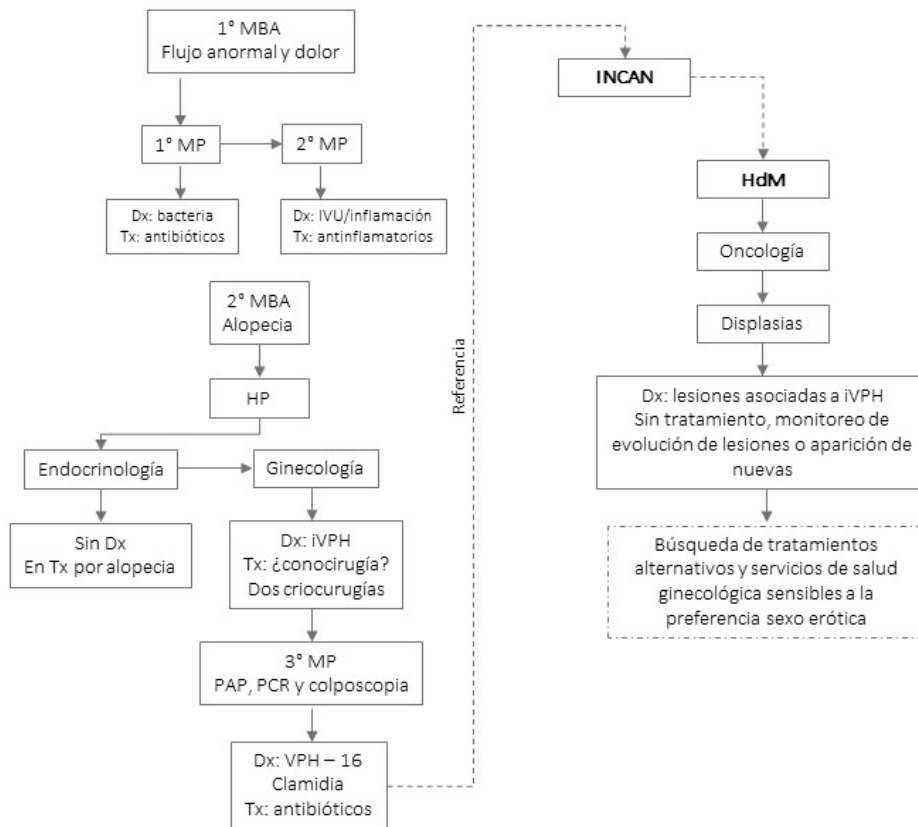 1° MBA
Flujo anormal y dolor
1° MP
2° MP
Dx: bacteria
Tx: antibióticos
Dx: IVU/inflamación
Tx: antinflamatorios
2° MBA
Alopecia
HP
Endocrinología
Ginecología
Sin Dx
En Tx por alopecia
Dx: iVPH
Tx: ¿conocirugía?
Dos criocurugías
3° MP
PAP, PCR y colposcopia
Dx: VPH – 16
Clamidia
Tx: antibióticos
Referencia
INCAN
HdM
Oncología
Displasias
Dx: lesiones asociadas a iVPH
Sin tratamiento, monitoreo de
evolución de lesiones o aparición de
nuevas
Búsqueda de tratamientos
alternativos y servicios de salud
ginecológica sensibles a la
preferencia sexo erótica